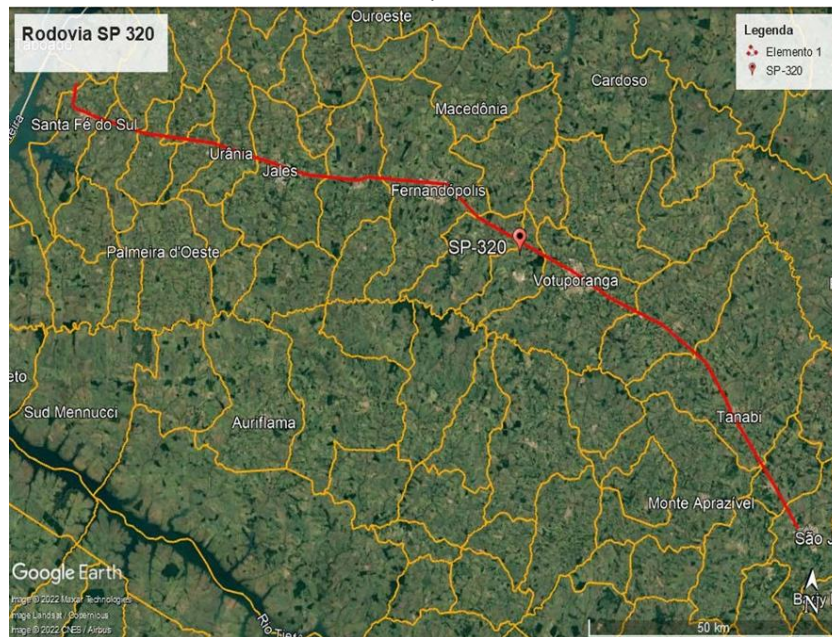 Rodovia SP 320
Legenda
Elemento 1
SP-320
Ouroeste
Cardoso
Macedônia
Santa Fé do Sul
Urânia
Jales
Fernandópolis
SP-320
Palmeira d'Oeste
Votuporanga
Sud Mennucci
Auriflama
Tanabi
Monte Aprazível
São J
Google Earth
Image © 2022 Maxar Technologies
Image Landsat / Copernicus
Image © 2022 CNES / Airbus
N
50 km